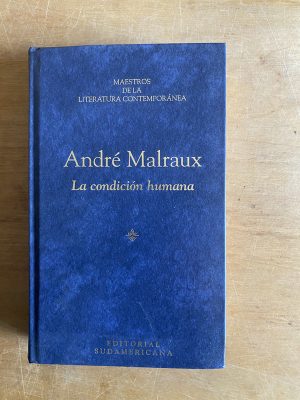 MAESTROS
DE LA
LITERATURA CONTEMPORÁNEA
André Malraux
La condición humana
EDITORIAL
SUDAMERICANA